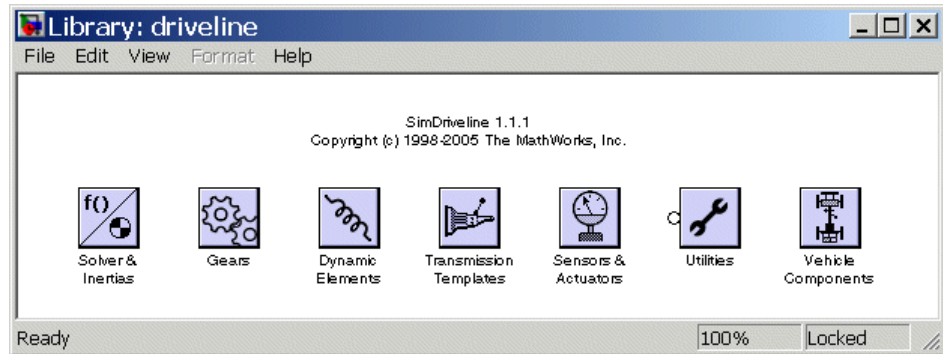 Library: driveline
File Edit View Format Help
SimDriveline 1.1.1
Copyright (c) 1998-2005 The MathWorks, Inc.
f()
Solver &
Inertias
Gears
Dynamic
Elements
Transmission
Templates
Sensors &
Actuators
Utilities
Vehicle
Components
Ready
100%
Locked